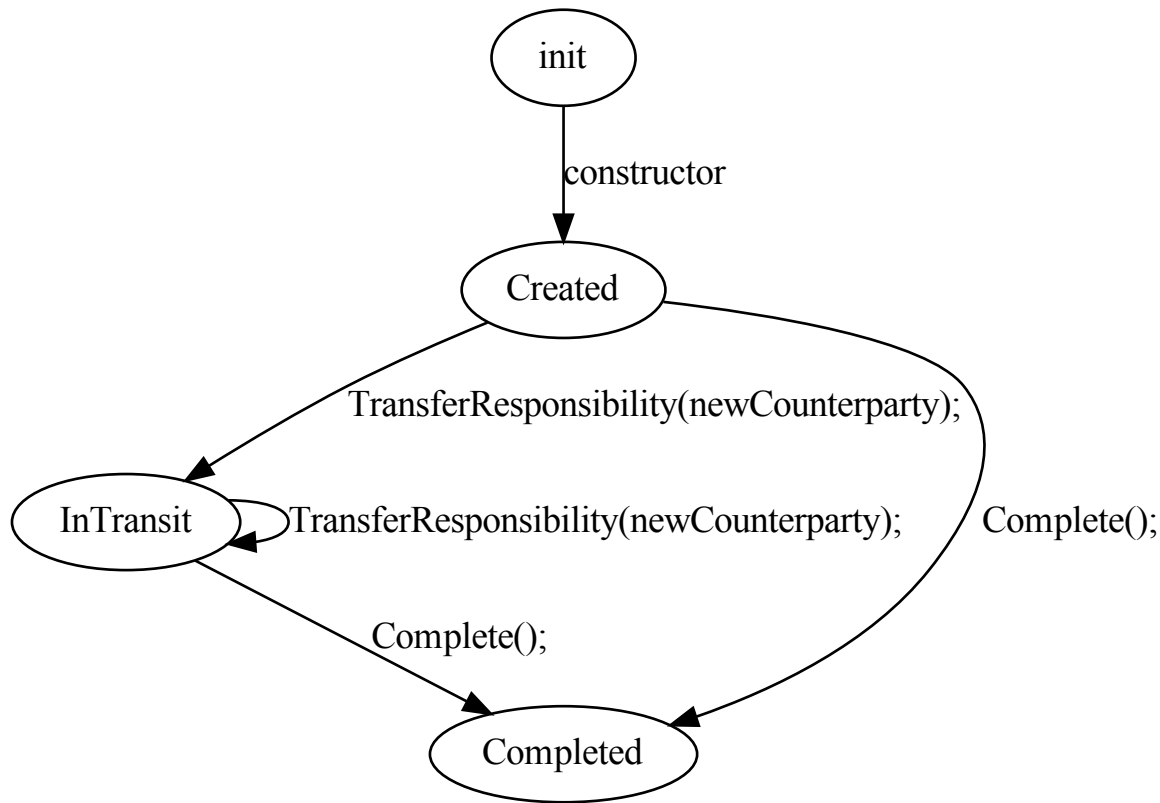 init
constructor
Created
TransferResponsibility(newCounterparty);
InTransit
TransferResponsibility(newCounterparty);
Complete();
Complete();
Completed